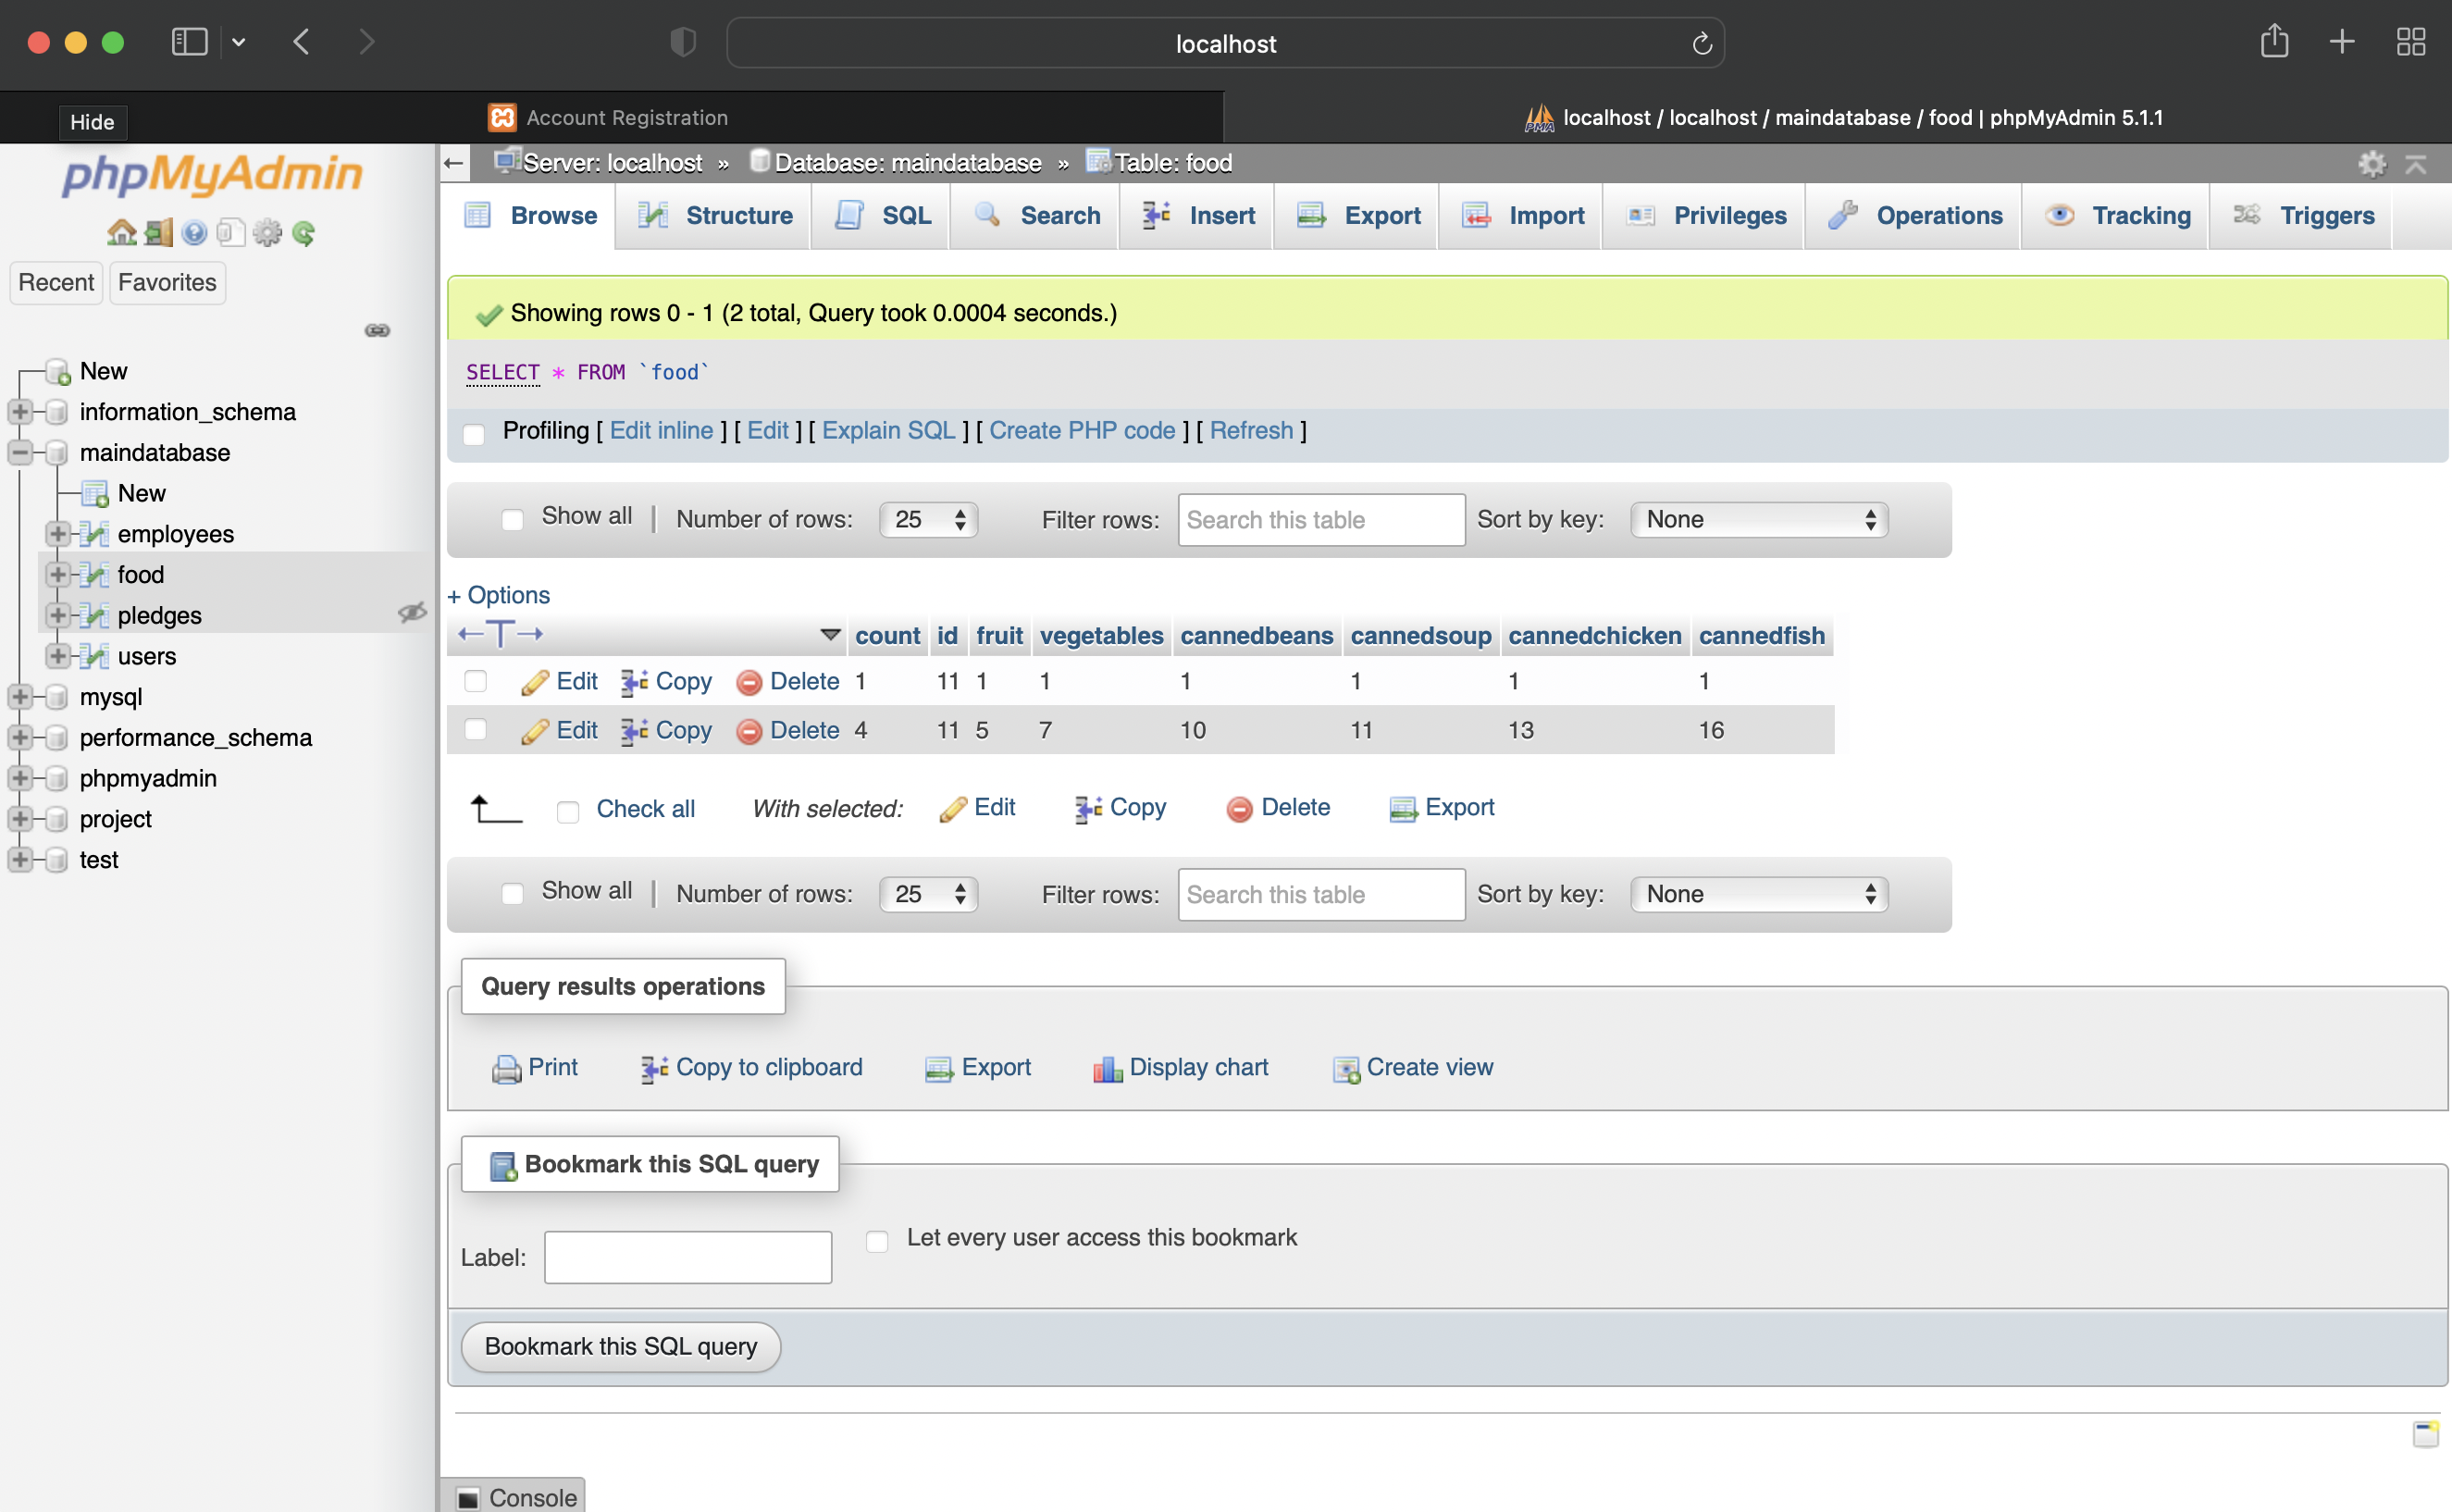 localhost
Hide
Account Registration
localhost / localhost / maindatabase / food | phpMyAdmin 5.1.1
phpMyAdmin
Recent
Favorites
New
information_schema
maindatabase
New
employees
food
pledges
users
mysql
performance_schema
phpmyadmin
project
test
Server: localhost » Database: maindatabase » Table: food
Browse Structure SQL Search Insert Export Import Privileges Operations Tracking Triggers
Showing rows 0 - 1 (2 total, Query took 0.0004 seconds.)
SELECT * FROM `food`
Profiling [ Edit inline ] [ Edit ] [ Explain SQL ] [ Create PHP code ] [ Refresh ]
Show all | Number of rows: 25 Filter rows: Search this table Sort by key: None
+ Options
←T→ count id fruit vegetables cannedbeans cannedsoup cannedchicken cannedfish
Edit Copy Delete 1 11 1 1 1 1 1 1
Edit Copy Delete 4 11 5 7 10 11 13 16
Check all With selected: Edit Copy Delete Export
Show all | Number of rows: 25 Filter rows: Search this table Sort by key: None
Query results operations
Print Copy to clipboard Export Display chart Create view
Bookmark this SQL query
Label: Let every user access this bookmark
Bookmark this SQL query
Console